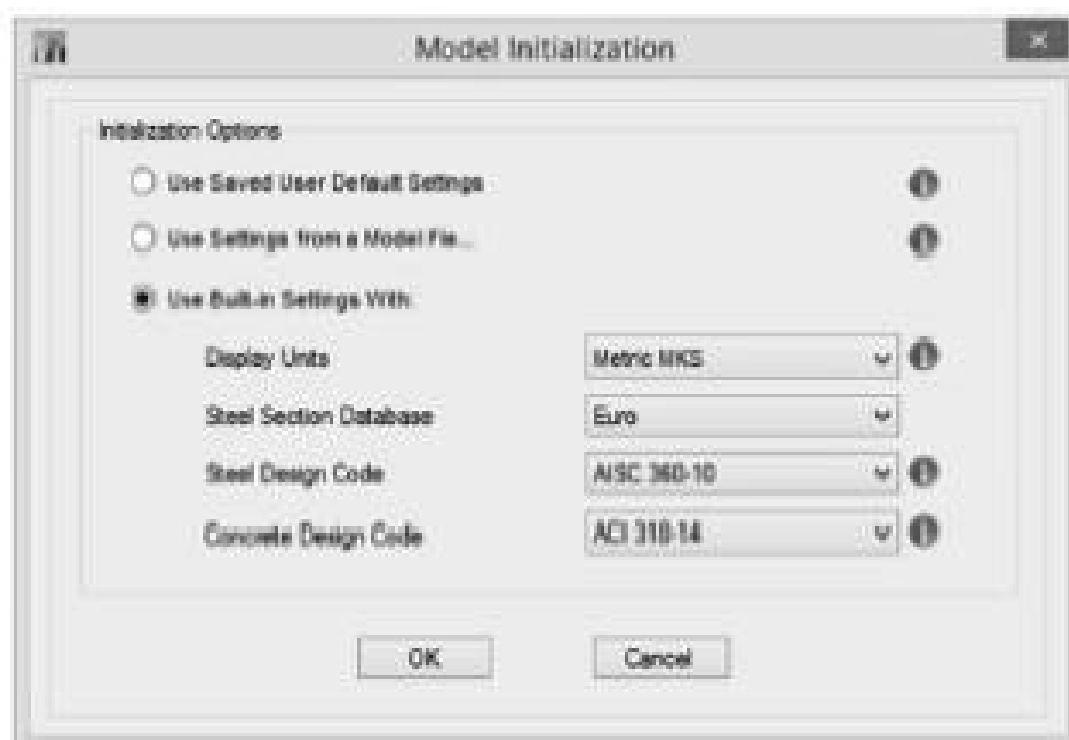 Model Initialization
Initialization Options
Use Saved User Default Settings
Use Settings from a Model File...
Use Built-in Settings With:
Display Units
Metric MKS
Steel Section Database
Euro
Steel Design Code
AISC 360-10
Concrete Design Code
ACI 318-14
OK
Cancel